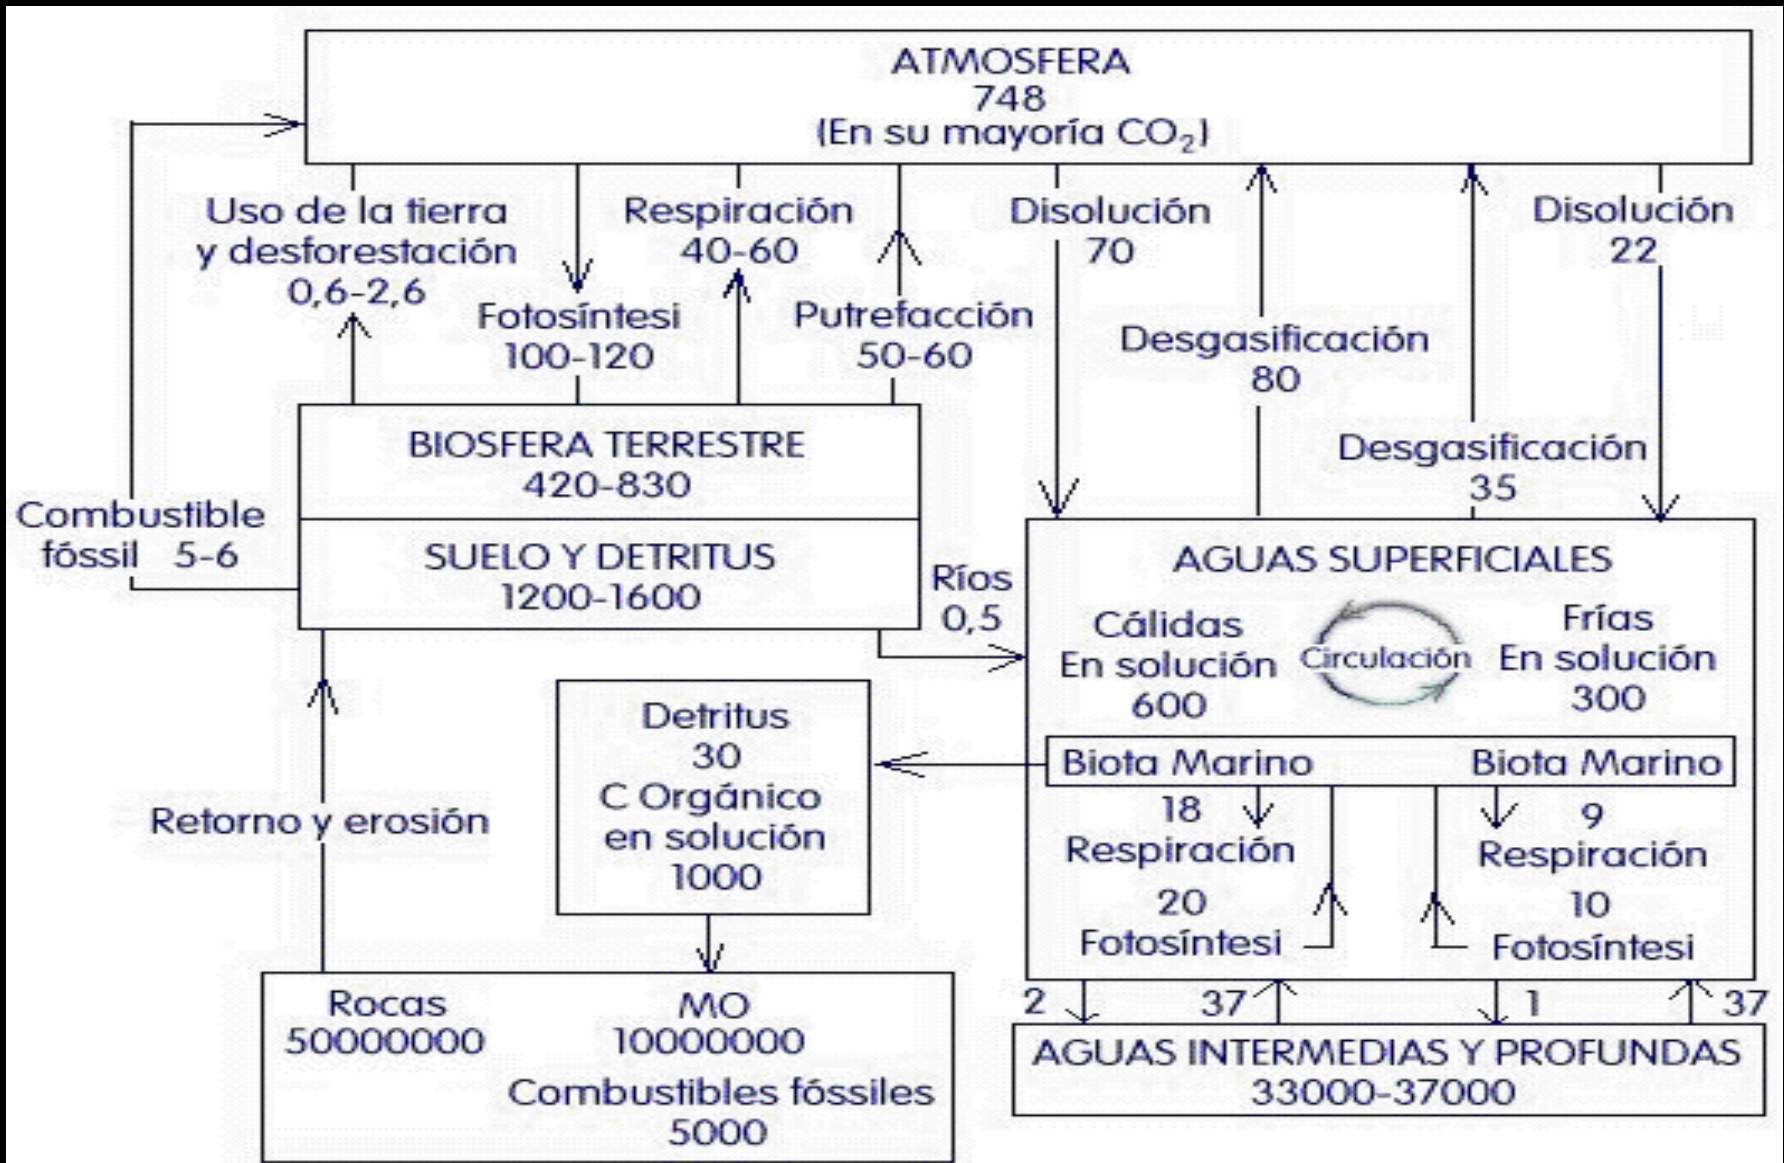 ATMOSFERA
748
(En su mayoría CO₂)
Uso de la tierra
y desforestación
0,6-2,6
Fotosíntesi
100-120
Respiración
40-60
Putrefacción
50-60
Disolución
70
Desgasificación
80
Desgasificación
35
Disolución
22
BIOSFERA TERRESTRE
420-830
SUELO Y DETRITUS
1200-1600
Combustible
fóssil 5-6
Ríos
0,5
AGUAS SUPERFICIALES
Cálidas
En solución
600
Circulación
Frías
En solución
300
Biota Marino
Biota Marino
18
Respiración
20
Fotosíntesi
9
Respiración
10
Fotosíntesi
Detritus
30
C Orgánico
en solución
1000
Retorno y erosión
Rocas
50000000
MO
10000000
Combustibles fóssiles
5000
2
37
1
37
AGUAS INTERMEDIAS Y PROFUNDAS
33000-37000